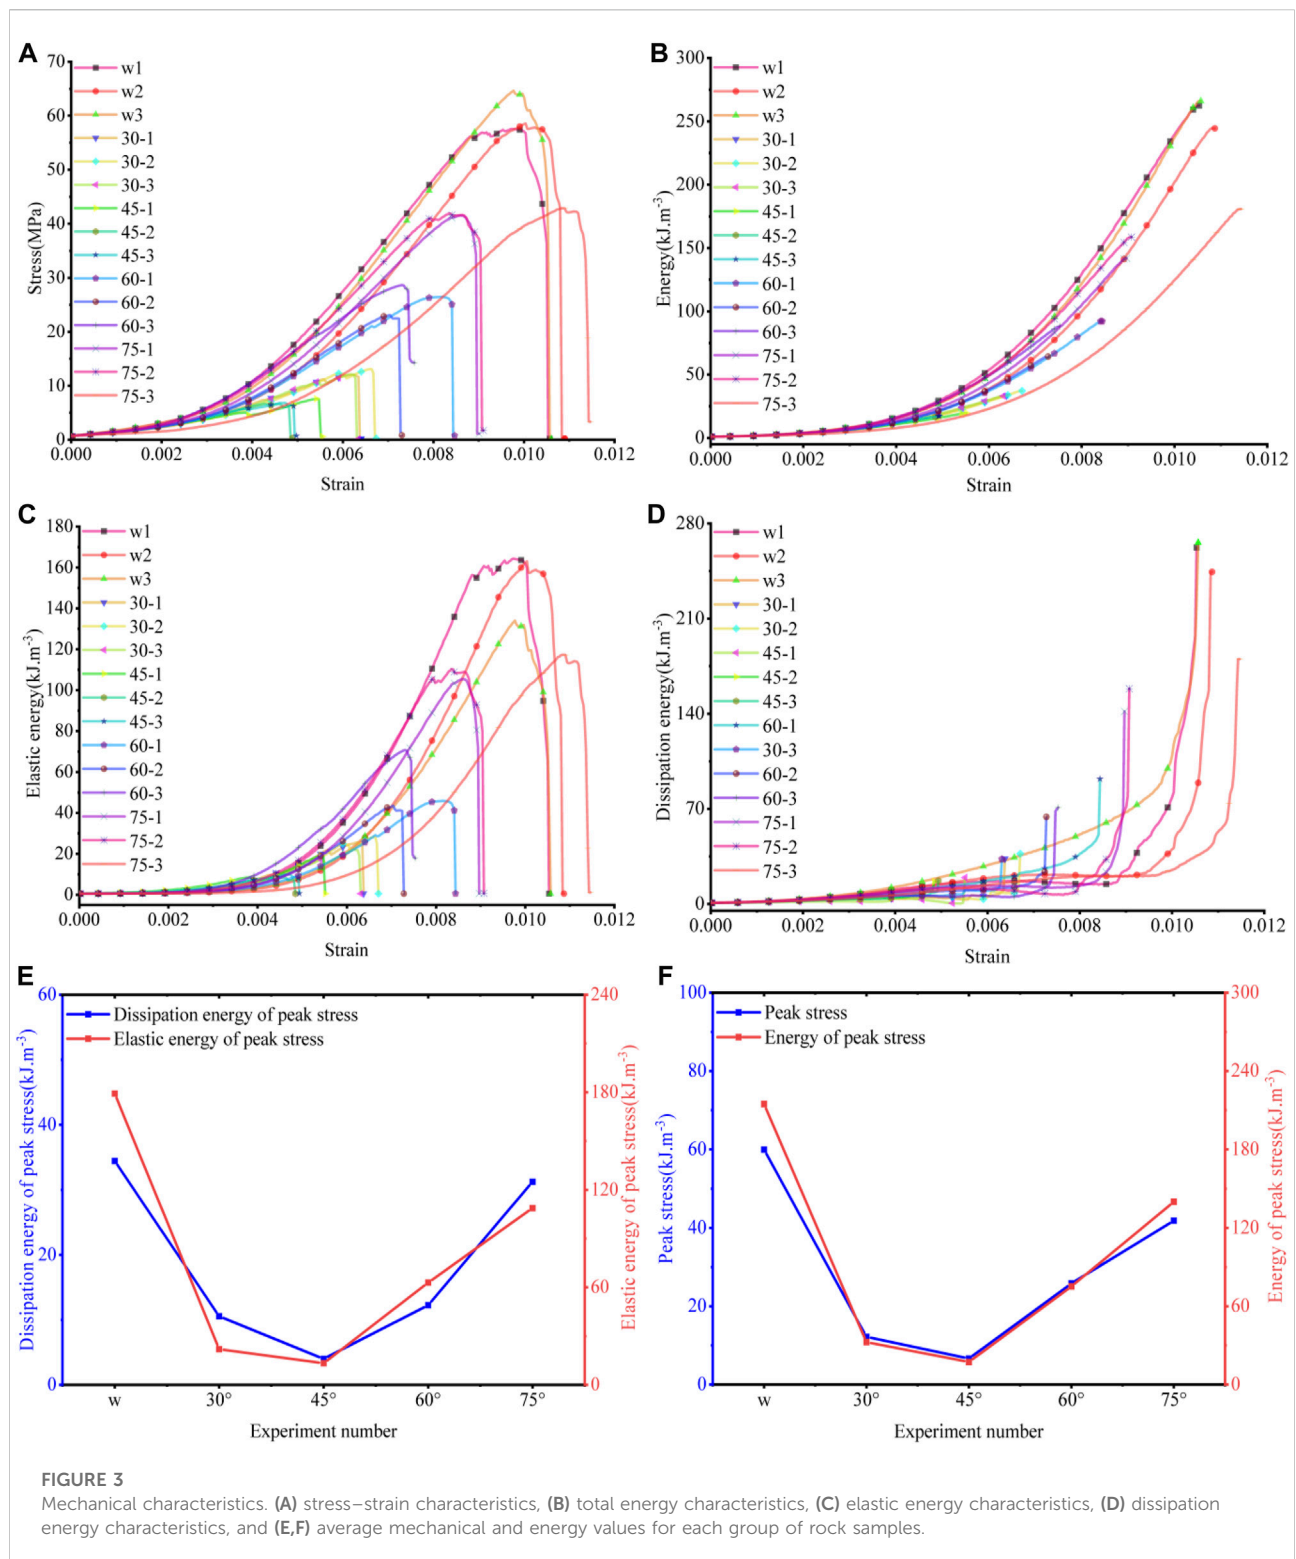 A
70
60
50
40
30
20
10
0
Stress(MPa)
w1
w2
w3
30-1
30-2
30-3
45-1
45-2
45-3
60-1
60-2
60-3
75-1
75-2
75-3
0.000 0.002 0.004 0.006 0.008 0.010 0.012
Strain
B
300
250
200
150
100
50
0
Energy(kJ.m-3)
w1
w2
w3
30-1
30-2
30-3
45-1
45-2
45-3
60-1
60-2
60-3
75-1
75-2
75-3
0.000 0.002 0.004 0.006 0.008 0.010 0.012
Strain
C
180
160
140
120
100
80
60
40
20
0
Elastic energy(kJ.m-3)
w1
w2
w3
30-1
30-2
30-3
45-1
45-2
45-3
60-1
60-2
60-3
75-1
75-2
75-3
0.000 0.002 0.004 0.006 0.008 0.010 0.012
Strain
D
280
210
140
70
0
Dissipation energy(kJ.m-3)
w1
w2
w3
30-1
30-2
45-1
45-2
45-3
60-1
30-3
60-2
60-3
75-1
75-2
75-3
0.000 0.002 0.004 0.006 0.008 0.010 0.012
Strain
E
60
40
20
0
Dissipation energy of peak stress(kJ.m-3)
Dissipation energy of peak stress
Elastic energy of peak stress
240
180
120
60
0
Elastic energy of peak stress(kJ.m-3)
w 30° 45° 60° 75°
Experiment number
F
100
80
60
40
20
0
Peak stress(kJ.m-3)
Peak stress
Energy of peak stress
300
240
180
120
60
0
Energy of peak stress(kJ.m-3)
w 30° 45° 60° 75°
Experiment number
FIGURE 3
Mechanical characteristics. (A) stress–strain characteristics, (B) total energy characteristics, (C) elastic energy characteristics, (D) dissipation
energy characteristics, and (E,F) average mechanical and energy values for each group of rock samples.